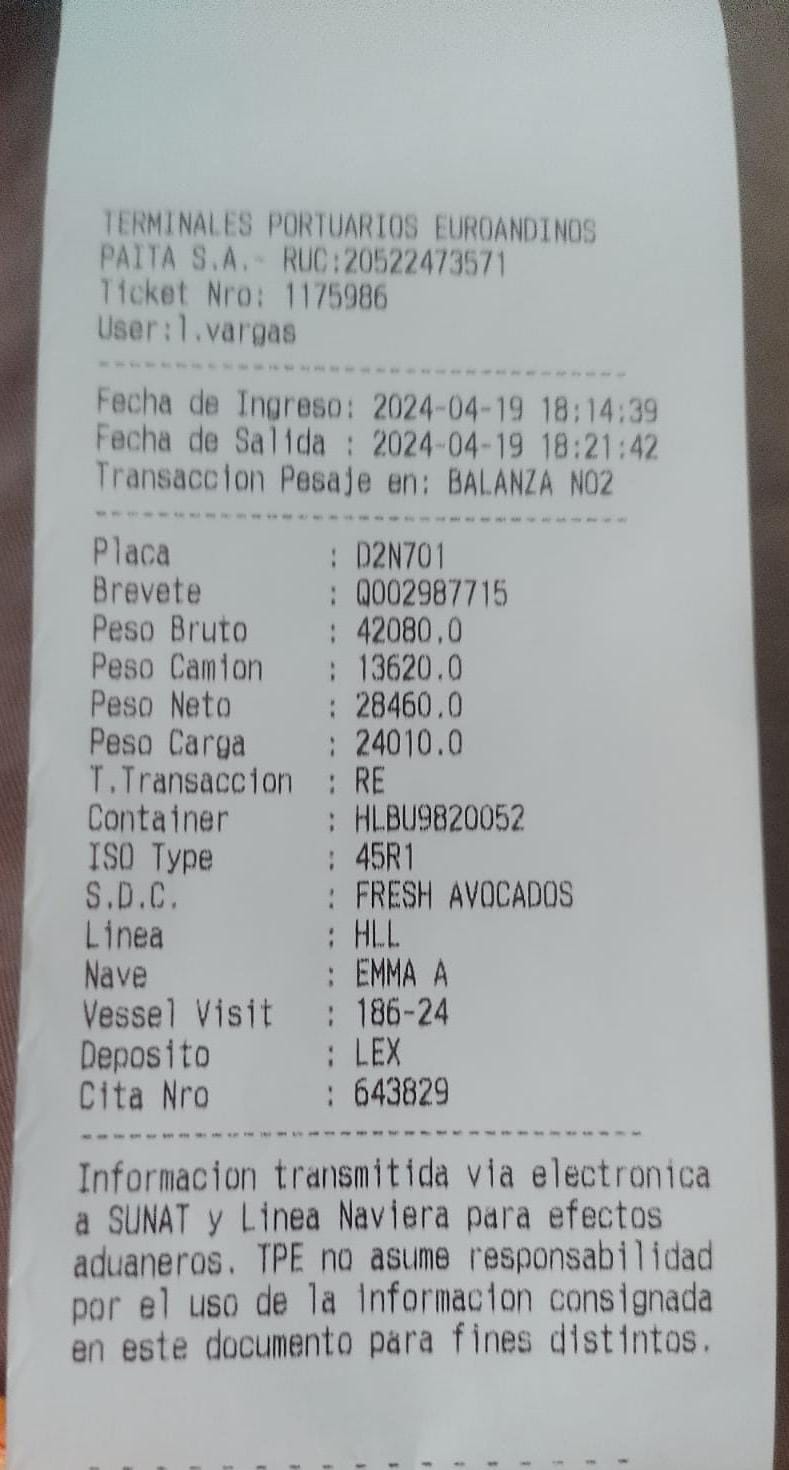 TERMINALES PORTUARIOS EUROANDINOS
PAITA S.A.- RUC:20522473571
Ticket Nro: 1175986
User:l.vargas
Fecha de Ingreso: 2024-04-19 18:14:39
Fecha de Salida : 2024-04-19 18:21:42
Transaccion Pesaje en: BALANZA NO2
Placa : D2N701
Brevete : Q002987715
Peso Bruto : 42080.0
Peso Camion : 13620.0
Peso Neto : 28460.0
Peso Carga : 24010.0
T.Transaccion : RE
Container : HLBU9820052
ISO Type : 45R1
S.D.C. : FRESH AVOCADOS
Linea : HLL
Nave : EMMA A
Vessel Visit : 186-24
Deposito : LEX
Cita Nro : 643829
Informacion transmitida via electronica
a SUNAT y Linea Naviera para efectos
aduaneros. TPE no asume responsabilidad
por el uso de la informacion consignada
en este documento para fines distintos.